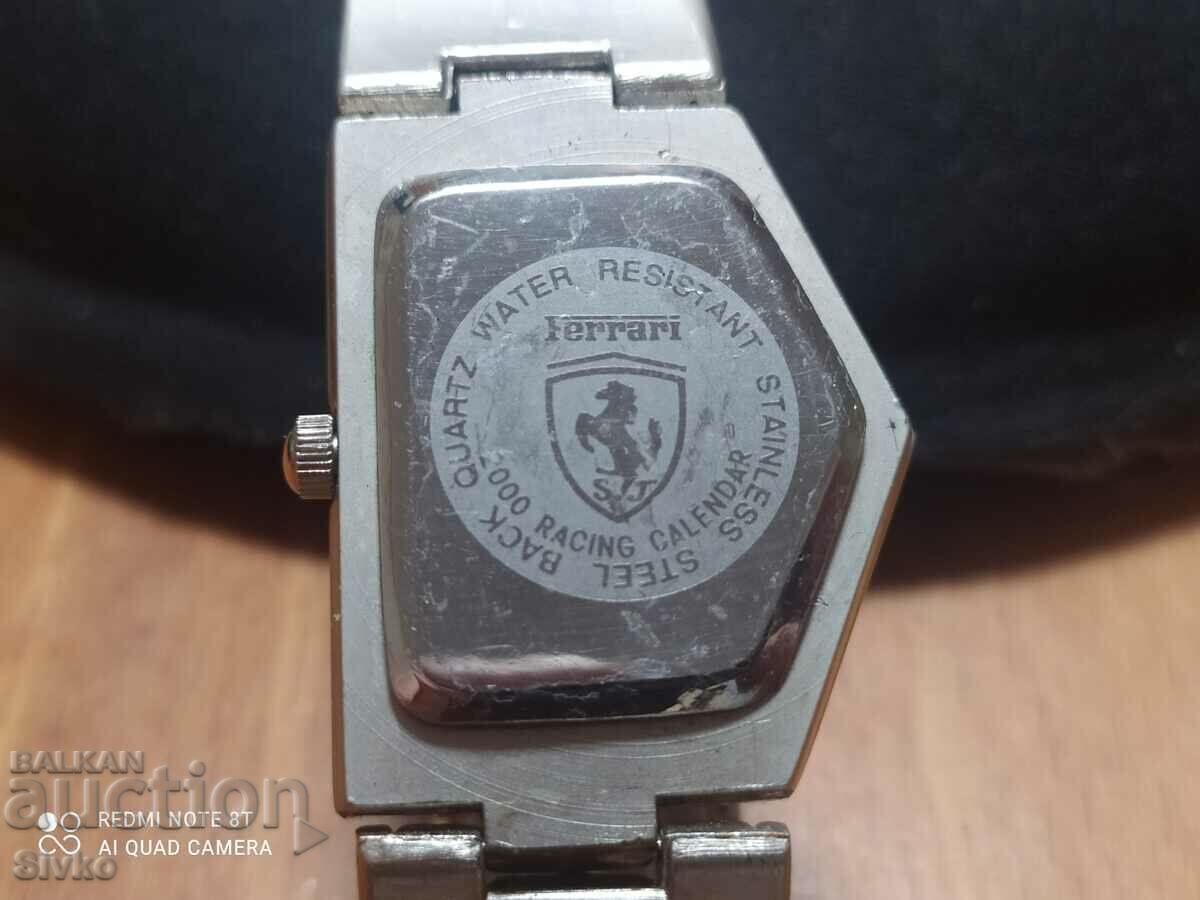 QUARTZ WATER RESISTANT STAINLESS STEEL BACK
Ferrari
S J
2000 RACING CALENDAR
BALKAN
auction
REDMI NOTE 8T
AI QUAD CAMERA
Sivko